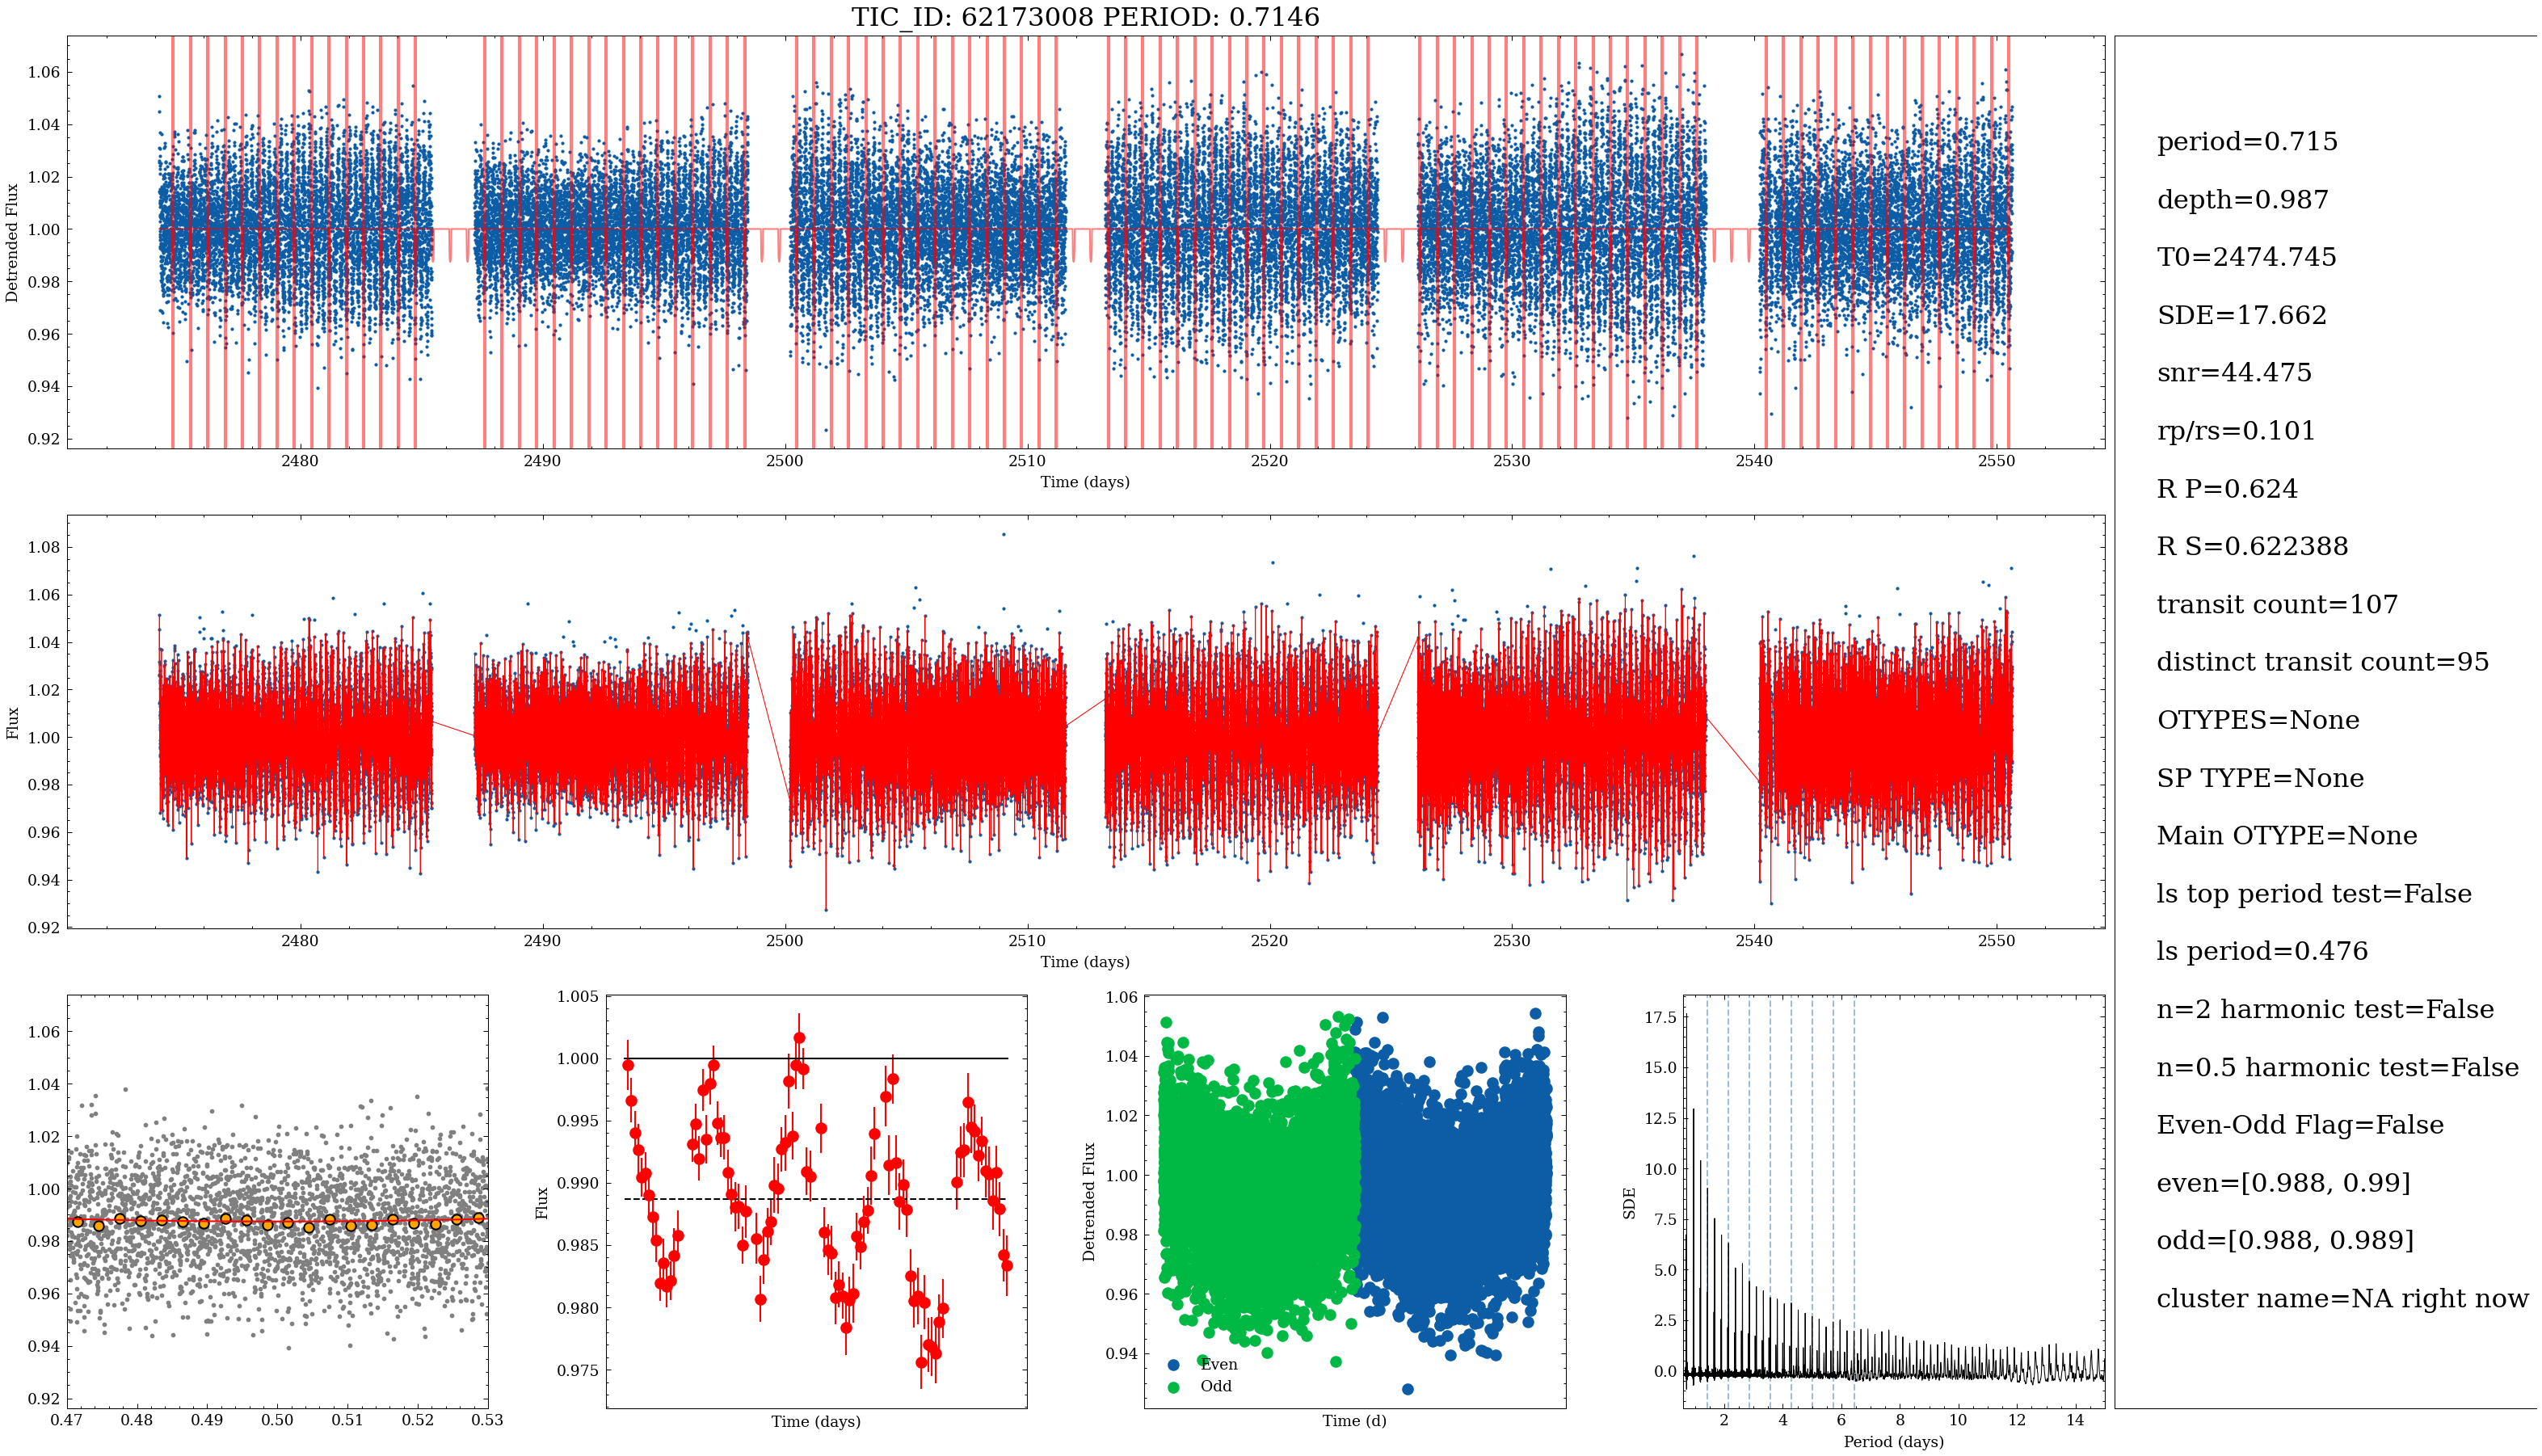 TIC_ID: 62173008 PERIOD: 0.7146
1.06
1.04
1.02
1.00
0.98
0.96
0.94
0.92
Detrended Flux
2480 2490 2500 2510 2520 2530 2540 2550
Time (days)
1.08
1.06
1.04
1.02
1.00
0.98
0.96
0.94
0.92
Flux
2480 2490 2500 2510 2520 2530 2540 2550
Time (days)
1.06
1.04
1.02
1.00
0.98
0.96
0.94
0.92
0.47 0.48 0.49 0.50 0.51 0.52 0.53
1.005
1.000
0.995
0.990
0.985
0.980
0.975
Flux
Time (days)
1.06
1.04
1.02
1.00
0.98
0.96
0.94
Detrended Flux
Even
Odd
Time (d)
17.5
15.0
12.5
10.0
7.5
5.0
2.5
0.0
SDE
2 4 6 8 10 12 14
Period (days)
period=0.715
depth=0.987
T0=2474.745
SDE=17.662
snr=44.475
rp/rs=0.101
R P=0.624
R S=0.622388
transit count=107
distinct transit count=95
OTYPES=None
SP TYPE=None
Main OTYPE=None
ls top period test=False
ls period=0.476
n=2 harmonic test=False
n=0.5 harmonic test=False
Even-Odd Flag=False
even=[0.988, 0.99]
odd=[0.988, 0.989]
cluster name=NA right now